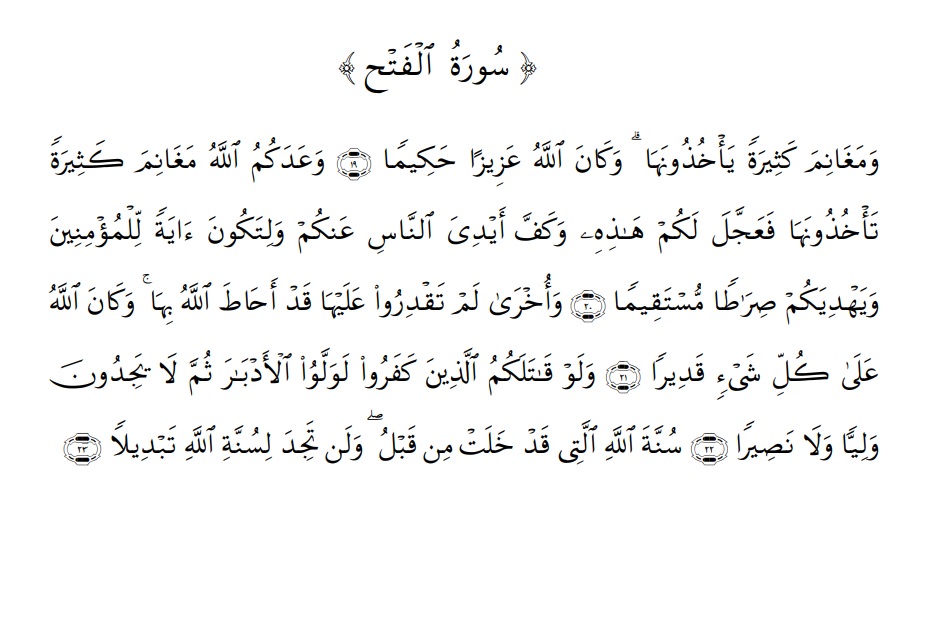 ﴿ سُورَةُ ٱلْفَتْح ﴾
وَمَغَانِمَ كَثِيرَةً يَأْخُذُونَهَا ۗ وَكَانَ ٱللَّهُ عَزِيزًا حَكِيمًا ١٩ وَعَدَكُمُ ٱللَّهُ مَغَانِمَ كَثِيرَةً
تَأْخُذُونَهَا فَعَجَّلَ لَكُمْ هَـٰذِهِۦ وَكَفَّ أَيْدِىَ ٱلنَّاسِ عَنكُمْ وَلِتَكُونَ ءَايَةً لِّلْمُؤْمِنِينَ
وَيَهْدِيَكُمْ صِرَٰطًا مُّسْتَقِيمًا ٢٠ وَأُخْرَىٰ لَمْ تَقْدِرُوا۟ عَلَيْهَا قَدْ أَحَاطَ ٱللَّهُ بِهَا ۚ وَكَانَ ٱللَّهُ
عَلَىٰ كُلِّ شَىْءٍ قَدِيرًا ٢١ وَلَوْ قَـٰتَلَكُمُ ٱلَّذِينَ كَفَرُوا۟ لَوَلَّوُا۟ ٱلْأَدْبَـٰرَ ثُمَّ لَا يَجِدُونَ
وَلِيًّا وَلَا نَصِيرًا ٢٢ سُنَّةَ ٱللَّهِ ٱلَّتِى قَدْ خَلَتْ مِن قَبْلُ ۖ وَلَن تَجِدَ لِسُنَّةِ ٱللَّهِ تَبْدِيلًا ٢٣